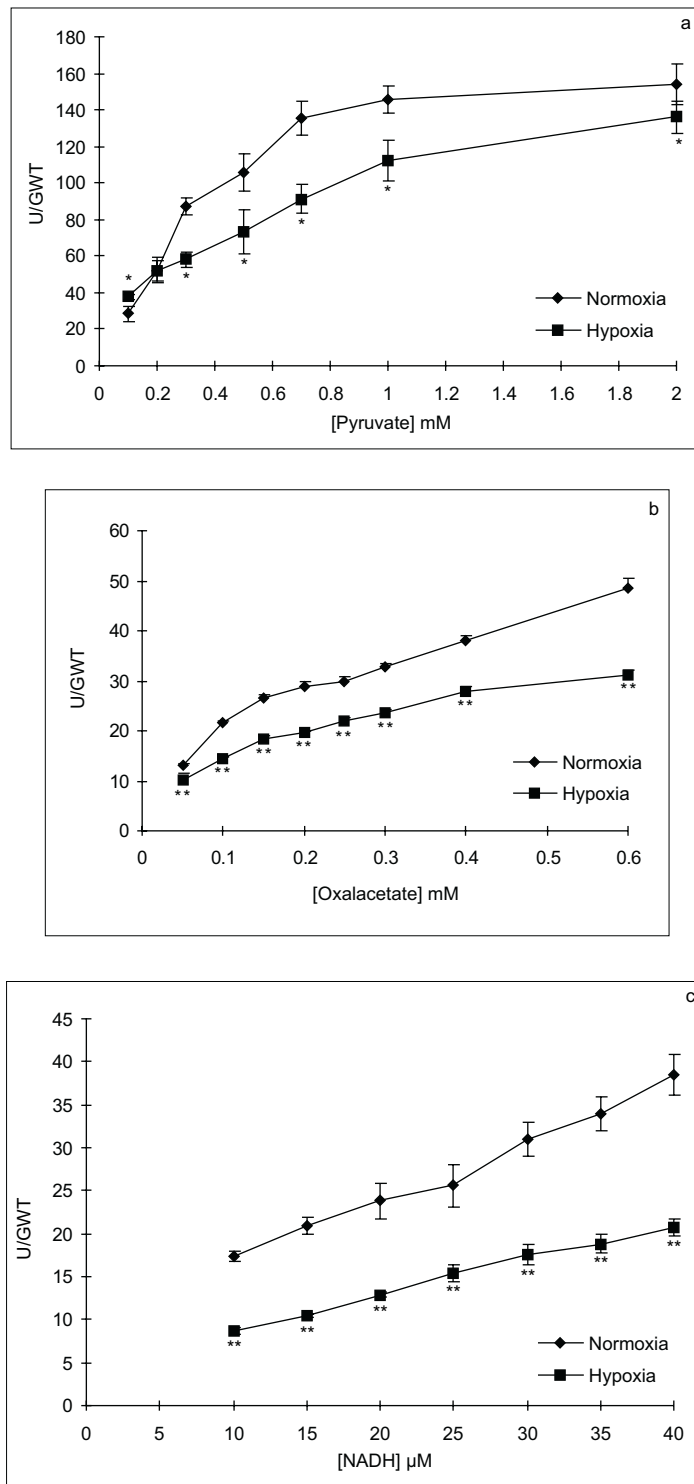 a
180
160
140
120
100
80
60
40
20
0
U/GWT
*
*
*
*
*
*
Normoxia
Hypoxia
0 0.2 0.4 0.6 0.8 1 1.2 1.4 1.6 1.8 2
[Pyruvate] mM
b
60
50
40
30
20
10
0
U/GWT
**
**
**
**
**
**
**
**
Normoxia
Hypoxia
0 0.1 0.2 0.3 0.4 0.5 0.6
[Oxalacetate] mM
c
45
40
35
30
25
20
15
10
5
0
U/GWT
**
**
**
**
**
**
**
Normoxia
Hypoxia
0 5 10 15 20 25 30 35 40
[NADH] µM